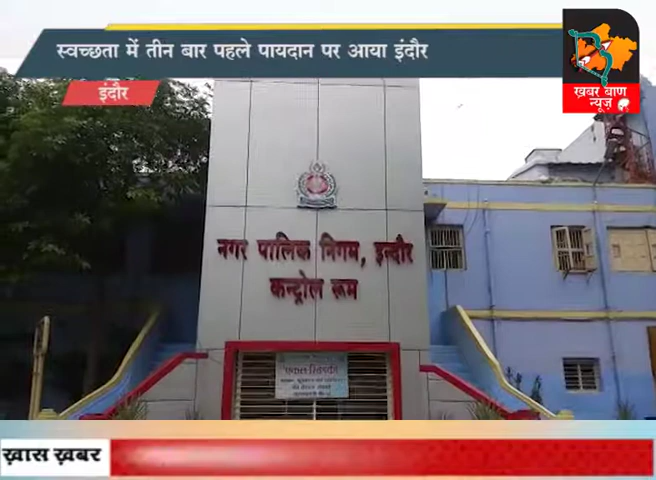 स्वच्छता में तीन बार पहले पायदान पर आया इंदौर
इंदौर
ख़बर बाण
न्यूज़
नगर पालिक निगम, इन्दौर
कन्ट्रोल रूम
ख़ास ख़बर